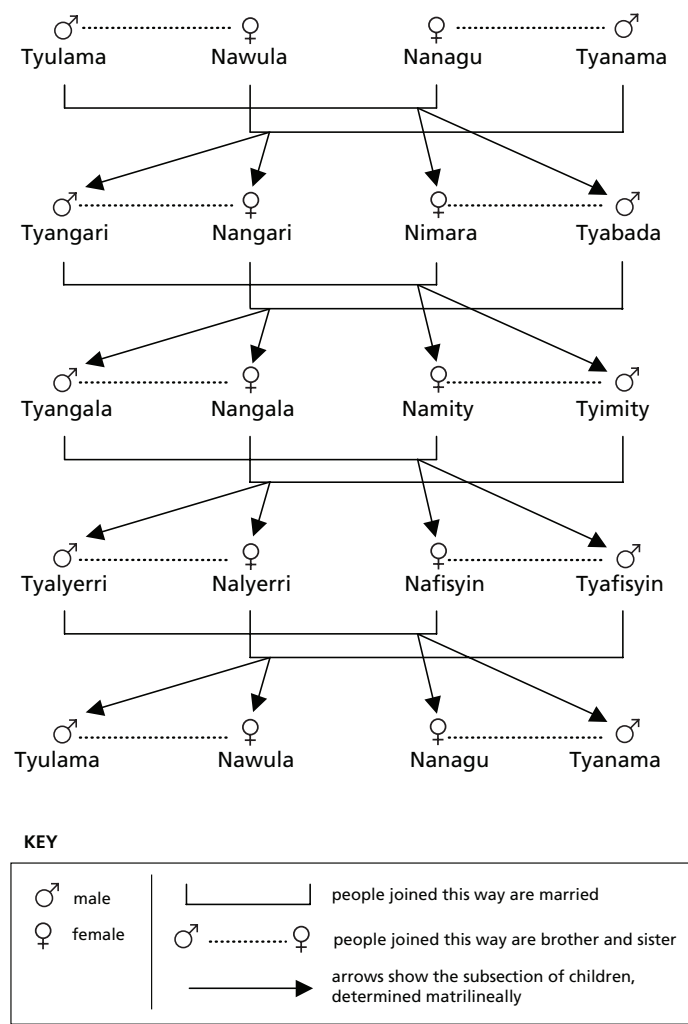 Tyulama Nawula Nanagu Tyanama
Tyangari Nangari Nimara Tyabada
Tyangala Nangala Namity Tyimity
Tyalyerri Nalyerri Nafisyin Tyafisyin
Tyulama Nawula Nanagu Tyanama
KEY
male
female
people joined this way are married
people joined this way are brother and sister
arrows show the subsection of children,
determined matrilineally